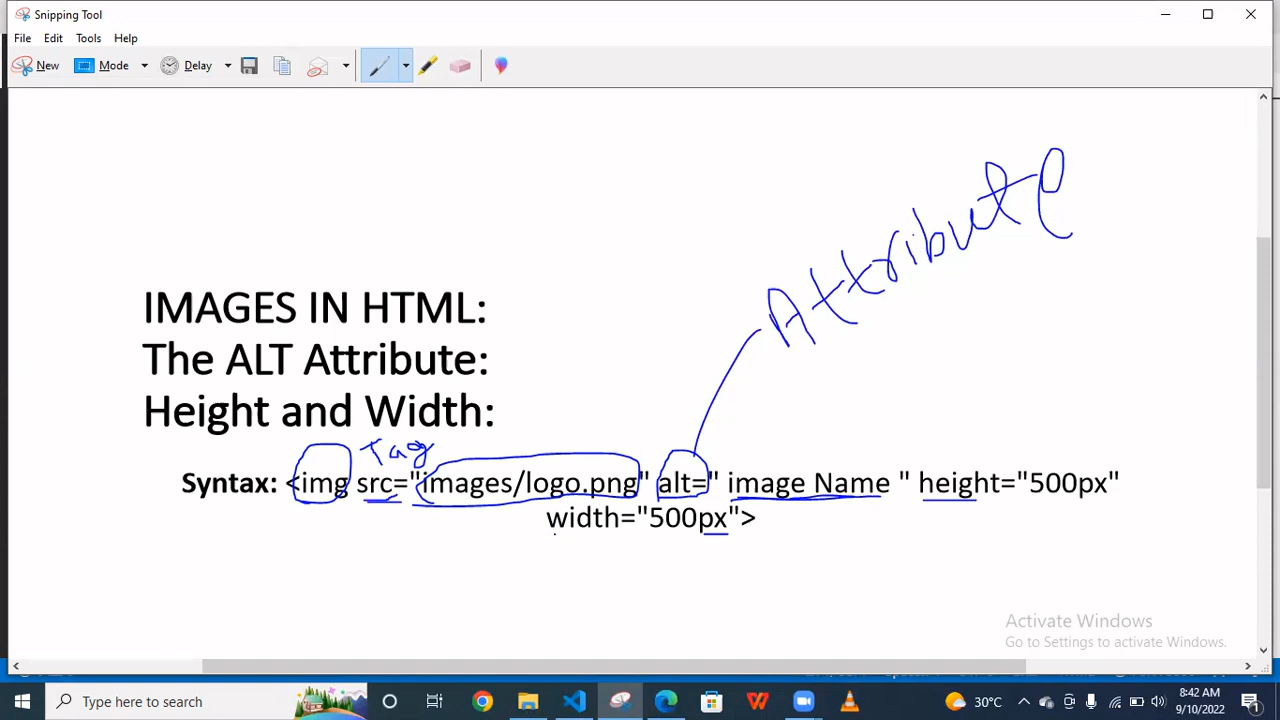 Snipping Tool
File Edit Tools Help
New Mode Delay
Attribute
IMAGES IN HTML:
The ALT Attribute:
Height and Width:
Tag
Syntax: <img src="images/logo.png" alt=" image Name " height="500px"
width="500px">
Activate Windows
Go to Settings to activate Windows.
Type here to search
30°C
8:42 AM
9/10/2022